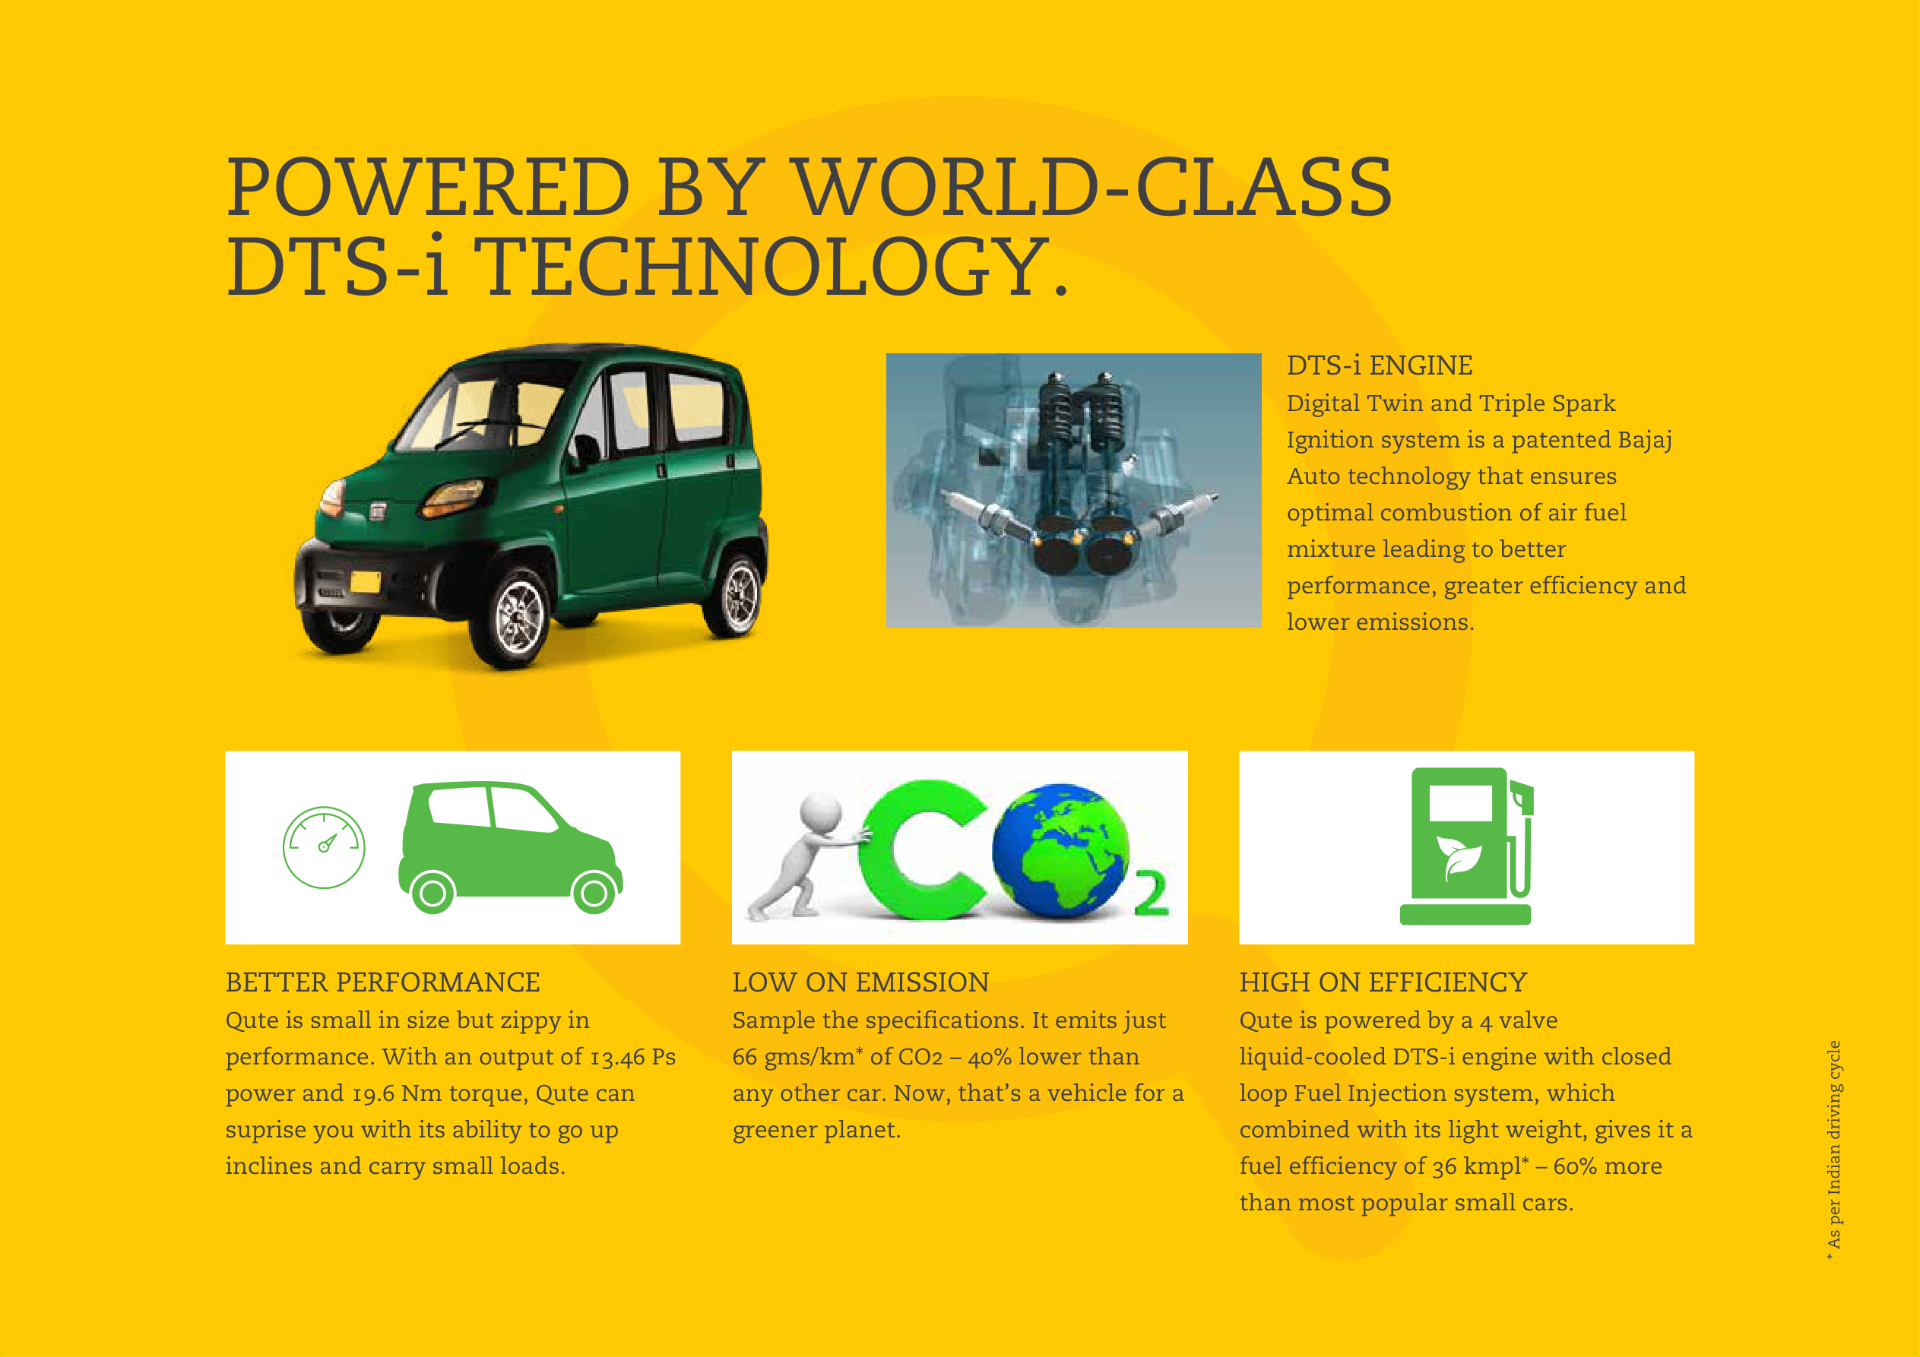 POWERED BY WORLD-CLASS
DTS-i TECHNOLOGY.
DTS-i ENGINE
Digital Twin and Triple Spark
Ignition system is a patented Bajaj
Auto technology that ensures
optimal combustion of air fuel
mixture leading to better
performance, greater efficiency and
lower emissions.
CO2
BETTER PERFORMANCE
Qute is small in size but zippy in
performance. With an output of 13.46 Ps
power and 19.6 Nm torque, Qute can
suprise you with its ability to go up
inclines and carry small loads.
LOW ON EMISSION
Sample the specifications. It emits just
66 gms/km* of CO2 – 40% lower than
any other car. Now, that’s a vehicle for a
greener planet.
HIGH ON EFFICIENCY
Qute is powered by a 4 valve
liquid-cooled DTS-i engine with closed
loop Fuel Injection system, which
combined with its light weight, gives it a
fuel efficiency of 36 kmpl* – 60% more
than most popular small cars.
* As per Indian driving cycle